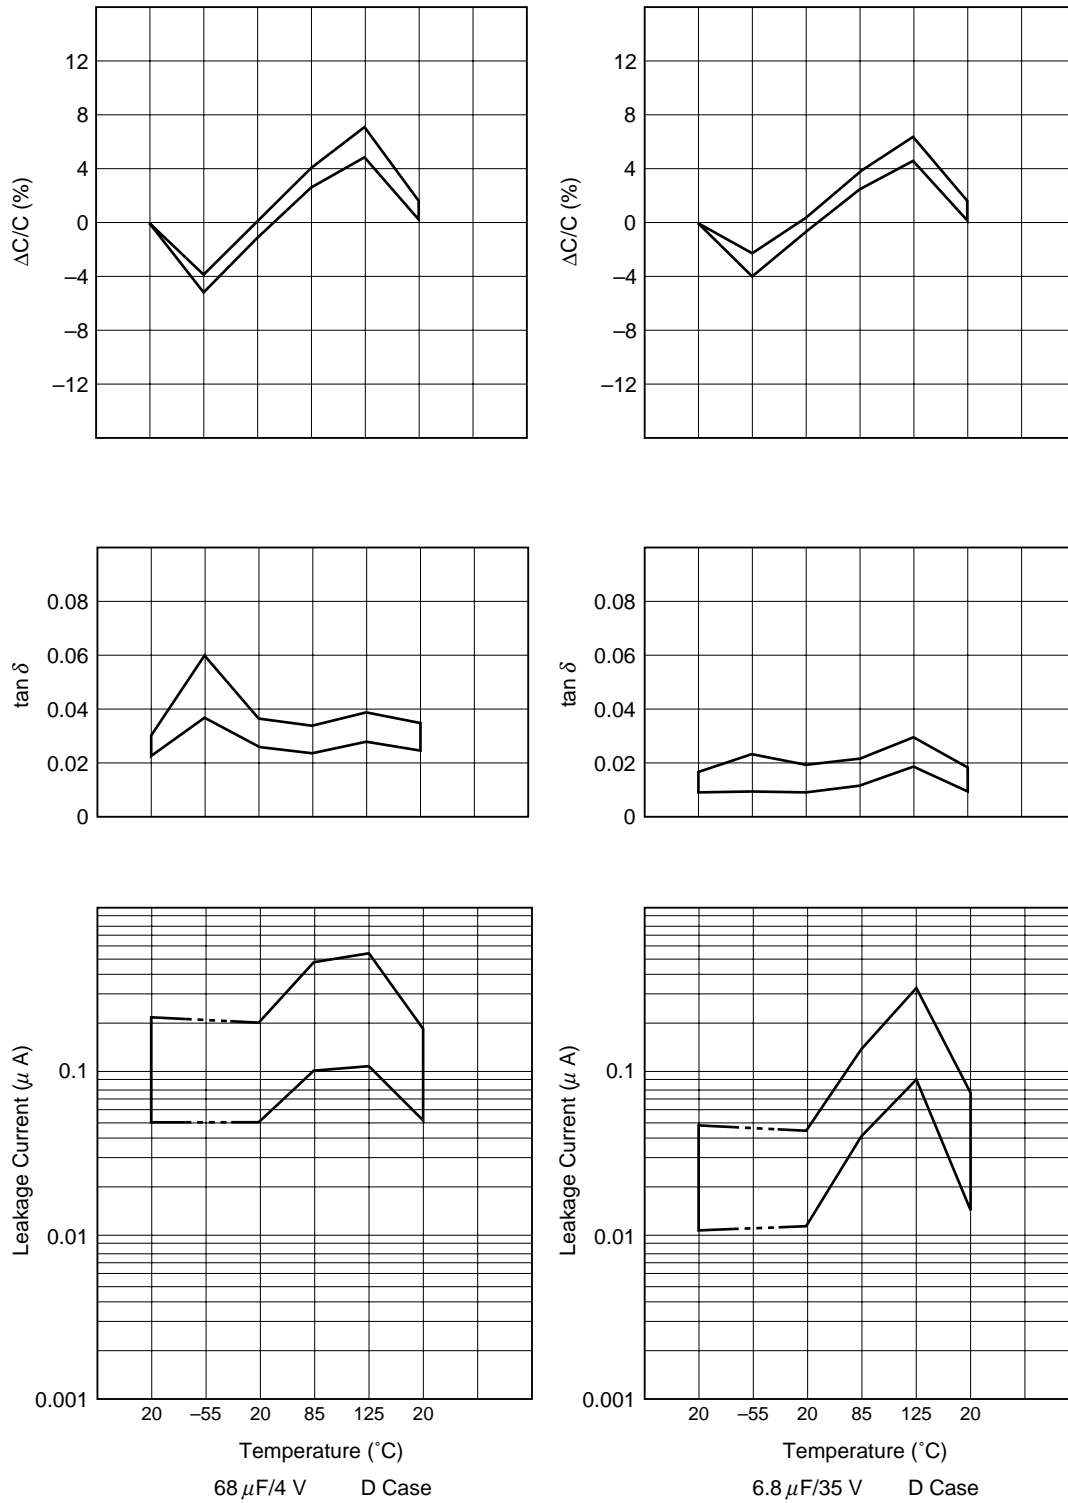 12
8
4
0
–4
–8
–12
ΔC/C (%)
12
8
4
0
–4
–8
–12
ΔC/C (%)
0.08
0.06
0.04
0.02
0
tan δ
0.08
0.06
0.04
0.02
0
tan δ
0.1
0.01
0.001
Leakage Current (μ A)
20 –55 20 85 125 20
Temperature (˚C)
68 μF/4 V D Case
0.1
0.01
0.001
Leakage Current (μ A)
20 –55 20 85 125 20
Temperature (˚C)
6.8 μF/35 V D Case